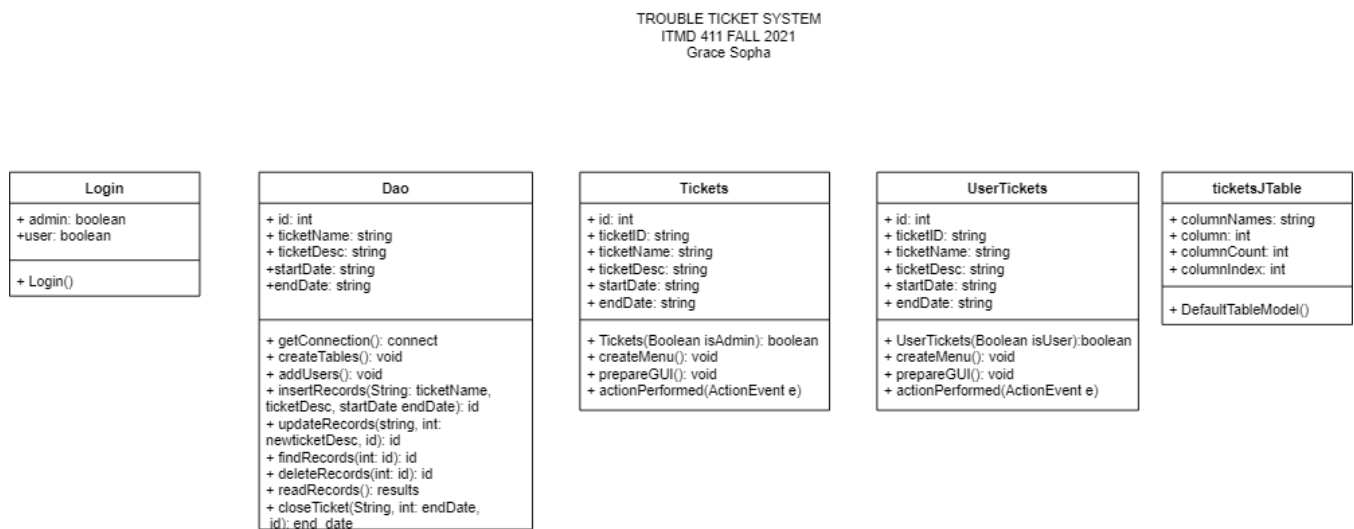 TROUBLE TICKET SYSTEM
ITMD 411 FALL 2021
Grace Sopha
Login
+ admin: boolean
+user: boolean
+ Login()
Dao
+ id: int
+ ticketName: string
+ ticketDesc: string
+startDate: string
+endDate: string
+ getConnection(): connect
+ createTables(): void
+ addUsers(): void
+ insertRecords(String: ticketName,
ticketDesc, startDate endDate): id
+ updateRecords(string, int:
newticketDesc, id): id
+ findRecords(int: id): id
+ deleteRecords(int: id): id
+ readRecords(): results
+ closeTicket(String, int: endDate,
id): end_date
Tickets
+ id: int
+ ticketID: string
+ ticketName: string
+ ticketDesc: string
+ startDate: string
+ endDate: string
+ Tickets(Boolean isAdmin): boolean
+ createMenu(): void
+ prepareGUI(): void
+ actionPerformed(ActionEvent e)
UserTickets
+ id: int
+ ticketID: string
+ ticketName: string
+ ticketDesc: string
+ startDate: string
+ endDate: string
+ UserTickets(Boolean isUser):boolean
+ createMenu(): void
+ prepareGUI(): void
+ actionPerformed(ActionEvent e)
ticketsJTable
+ columnNames: string
+ column: int
+ columnCount: int
+ columnIndex: int
+ DefaultTableModel()